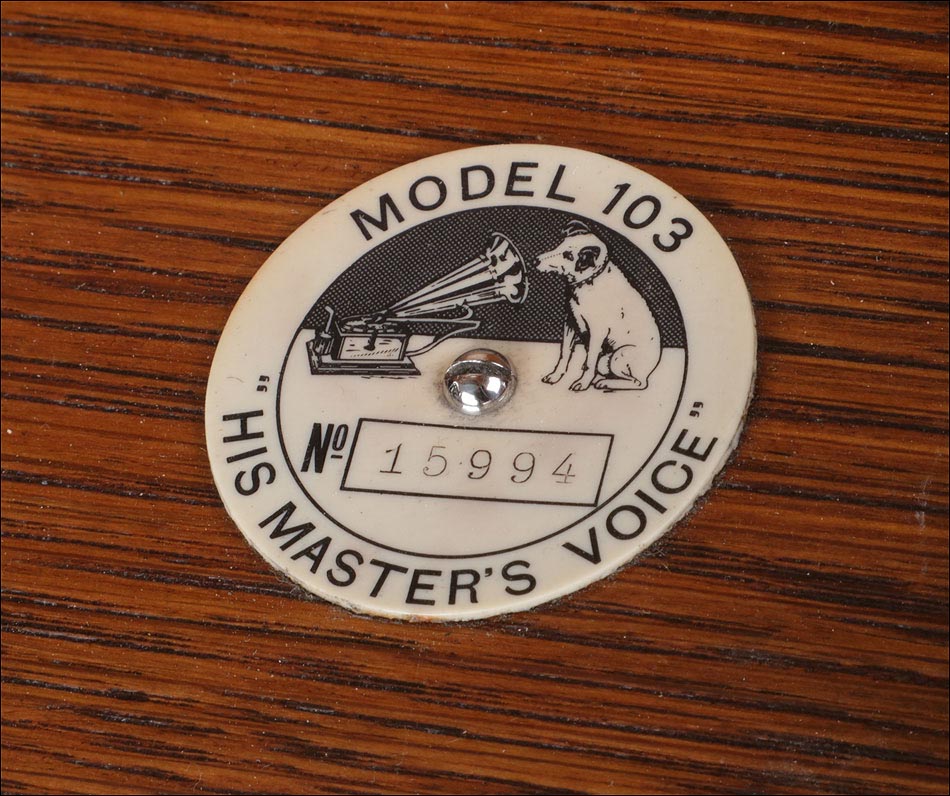 MODEL 103
Nº 15994
„HIS MASTER'S VOICE”